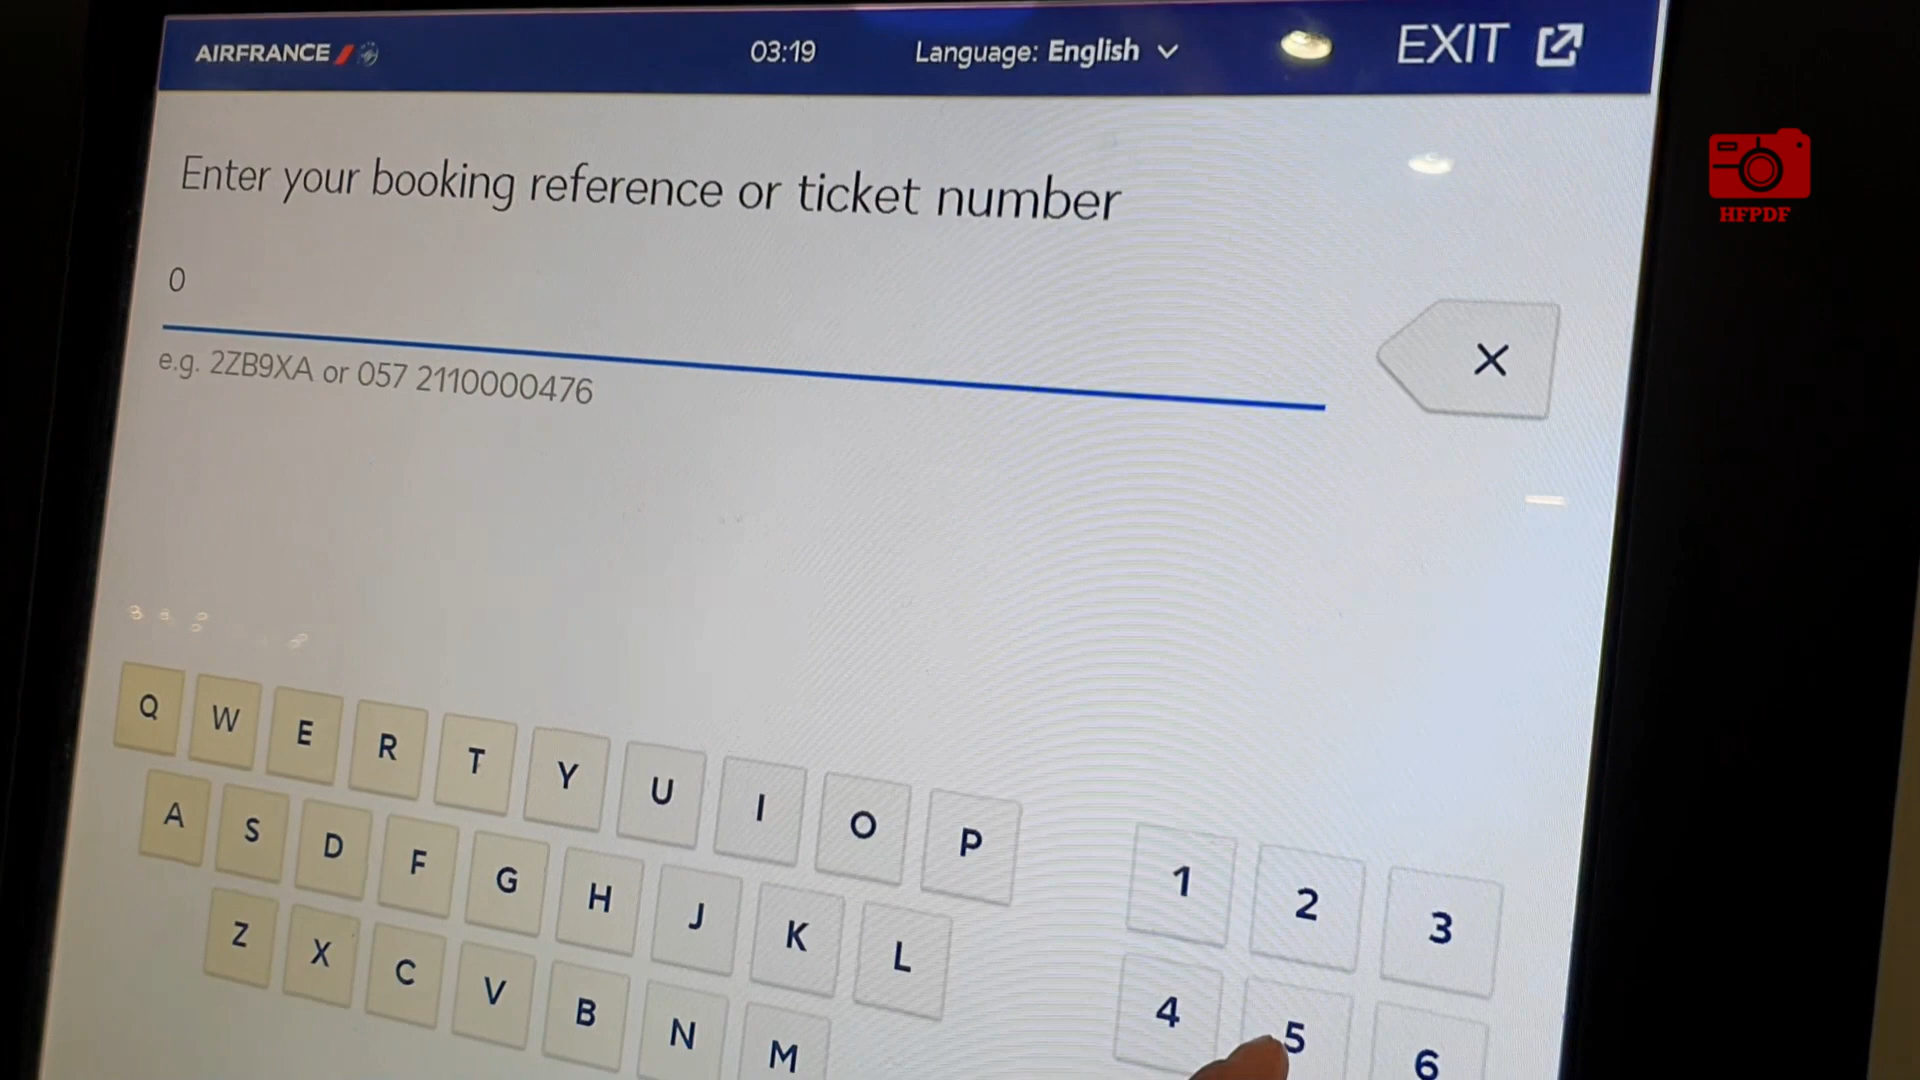 AIRFRANCE 03:19 Language: English EXIT
HFPDF
Enter your booking reference or ticket number
0
X
e.g. 2ZB9XA or 057 2110000476
Q W E R T Y U I O P
A S D F G H J K L
Z X C V B N M
1 2 3
4 5 6